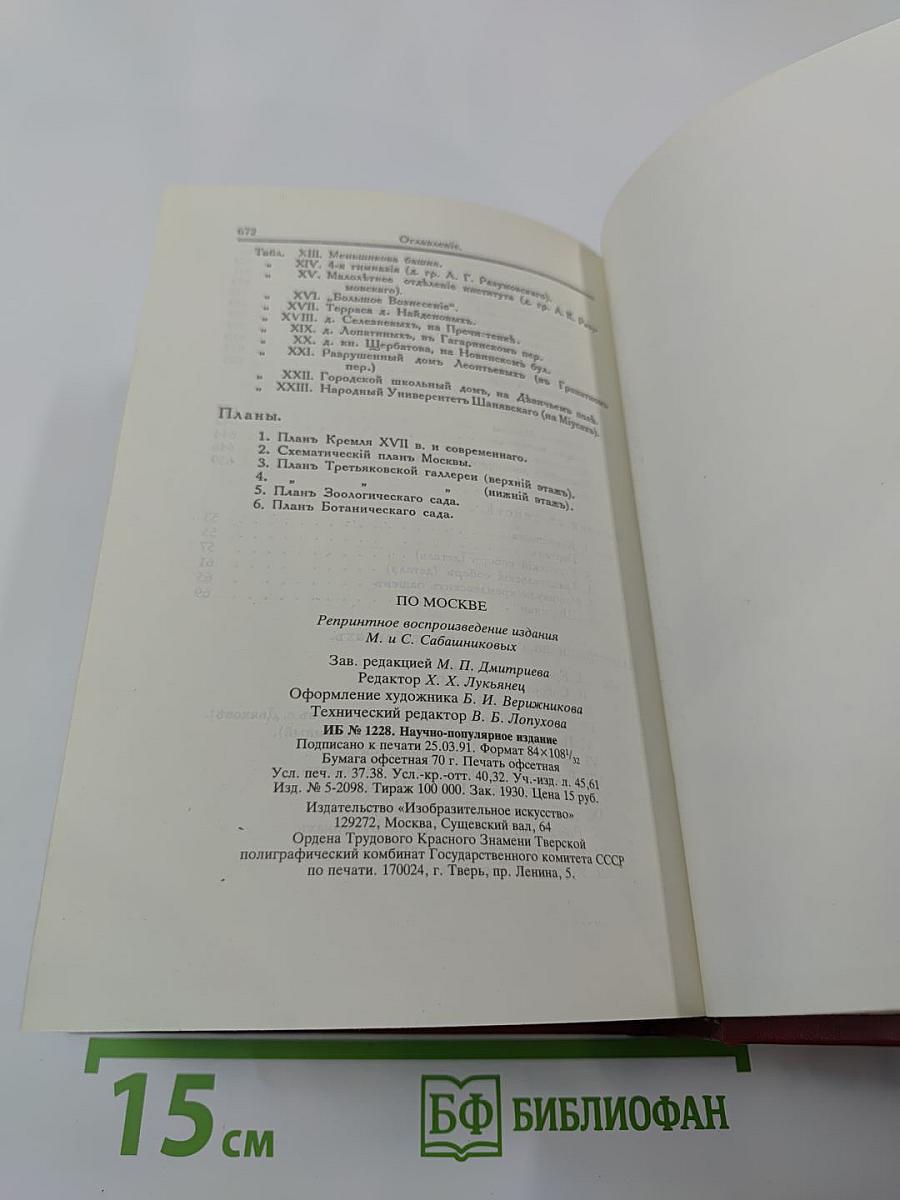 672
Оглавленіе.
Табл. XIII. Меньшикова башня.
„ XIV. 4-я гимназія (д. гр. А. Г. Разумовскаго).
„ XV. Малолѣтнее отдѣленіе института (д. гр. А. К. Разу-
мовскаго).
„ XVI. „Большое Вознесеніе“.
„ XVII. Терраса д. Найденовыхъ.
„ XVIII. д. Селезневыхъ, на Пречистенкѣ.
„ XIX. д. Лопатиныхъ, въ Гагаринскомъ пер.
„ XX. д. кн. Щербатова, на Новинскомъ бул.
„ XXI. Разрушенный домъ Леонтьевыхъ (въ Гранатномъ
пер.)
„ XXII. Городской школьный домъ, на Дѣвичьемъ полѣ.
„ XXIII. Народный Университетъ Шанявскаго (на Міусахъ).
Планы.
1. Планъ Кремля XVII в. и современнаго.
2. Схематическій планъ Москвы.
3. Планъ Третьяковской галлереи (верхній этажъ).
4. „ „ „ (нижній этажъ).
5. Планъ Зоологическаго сада.
6. Планъ Ботаническаго сада.
ПО МОСКВЕ
Репринтное воспроизведение издания
М. и С. Сабашниковых
Зав. редакцией М. П. Дмитриева
Редактор Х. Х. Лукьянец
Оформление художника Б. И. Верижникова
Технический редактор В. Б. Лопухова
ИБ № 1228. Научно-популярное издание
Подписано к печати 25.03.91. Формат 84×108¹/₃₂
Бумага офсетная 70 г. Печать офсетная
Усл. печ. л. 37.38. Усл.-кр.-отт. 40,32. Уч.-изд. л. 45,61
Изд. № 5-2098. Тираж 100 000. Зак. 1930. Цена 15 руб.
Издательство «Изобразительное искусство»
129272, Москва, Сущевский вал, 64
Ордена Трудового Красного Знамени Тверской
полиграфический комбинат Государственного комитета СССР
по печати. 170024, г. Тверь, пр. Ленина, 5.
15 см
БФ БИБЛИОФАН